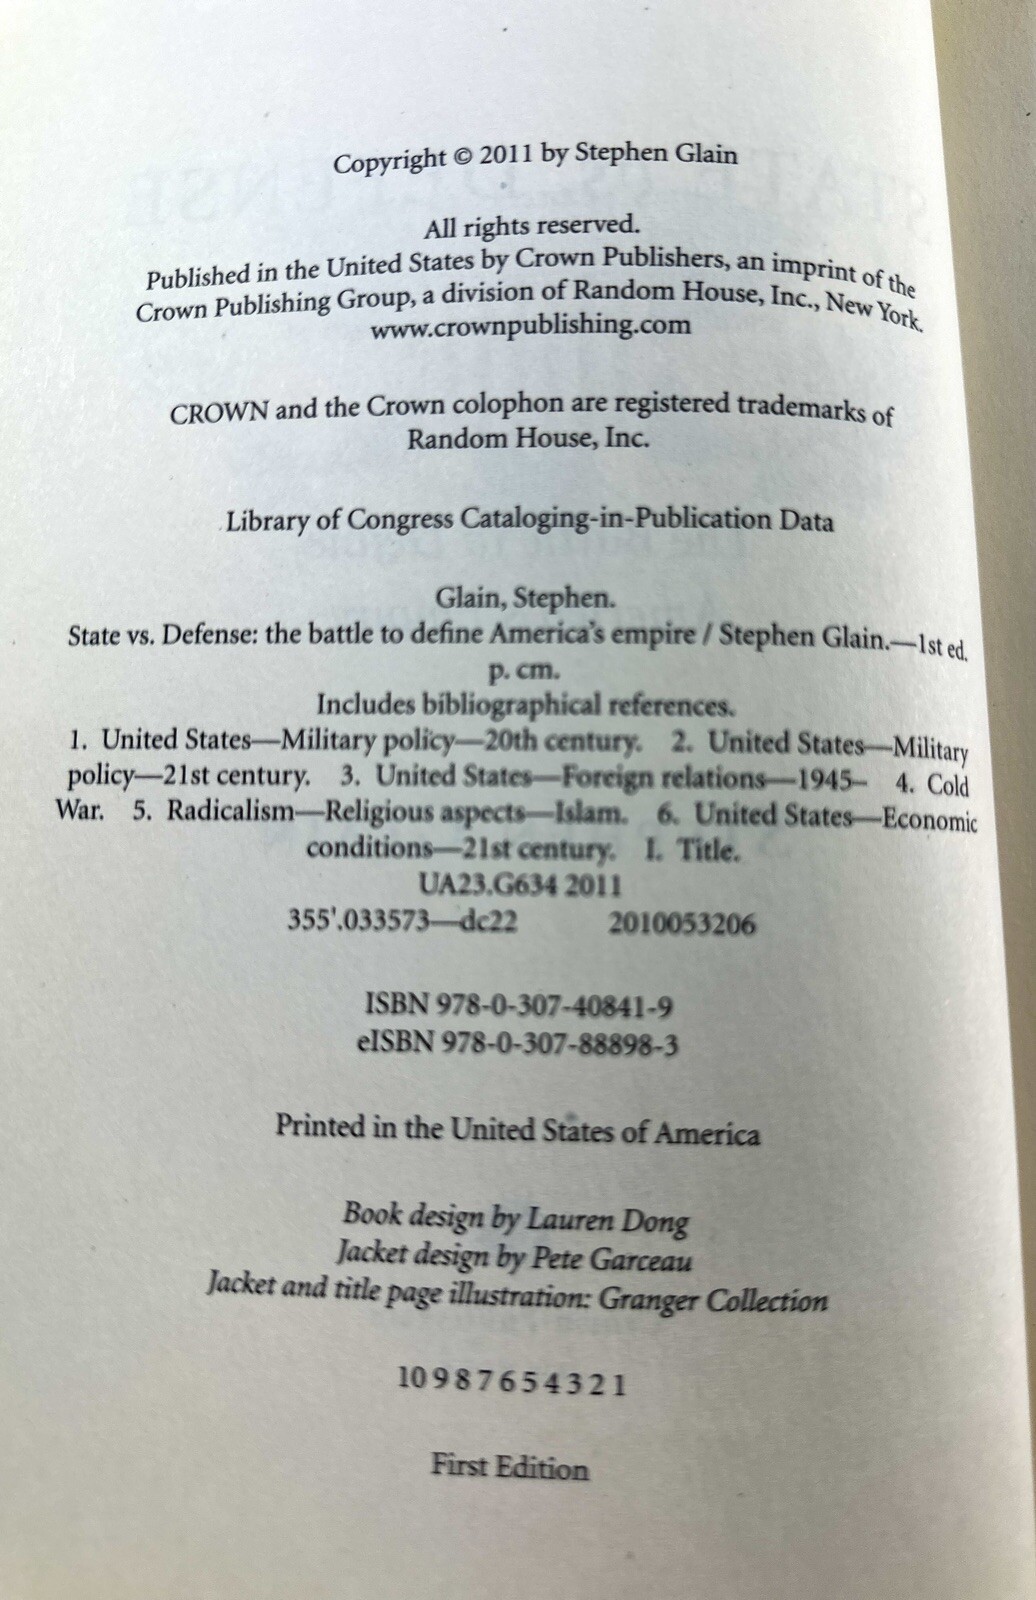 Copyright © 2011 by Stephen Glain
All rights reserved.
Published in the United States by Crown Publishers, an imprint of the
Crown Publishing Group, a division of Random House, Inc., New York.
www.crownpublishing.com
CROWN and the Crown colophon are registered trademarks of
Random House, Inc.
Library of Congress Cataloging-in-Publication Data
Glain, Stephen.
State vs. Defense: the battle to define America's empire / Stephen Glain.—1st ed.
p. cm.
Includes bibliographical references.
1. United States—Military policy—20th century. 2. United States—Military
policy—21st century. 3. United States—Foreign relations—1945– 4. Cold
War. 5. Radicalism—Religious aspects—Islam. 6. United States—Economic
conditions—21st century. I. Title.
UA23.G634 2011
355'.033573—dc22 2010053206
ISBN 978-0-307-40841-9
eISBN 978-0-307-88898-3
Printed in the United States of America
Book design by Lauren Dong
Jacket design by Pete Garceau
Jacket and title page illustration: Granger Collection
10 9 8 7 6 5 4 3 2 1
First Edition